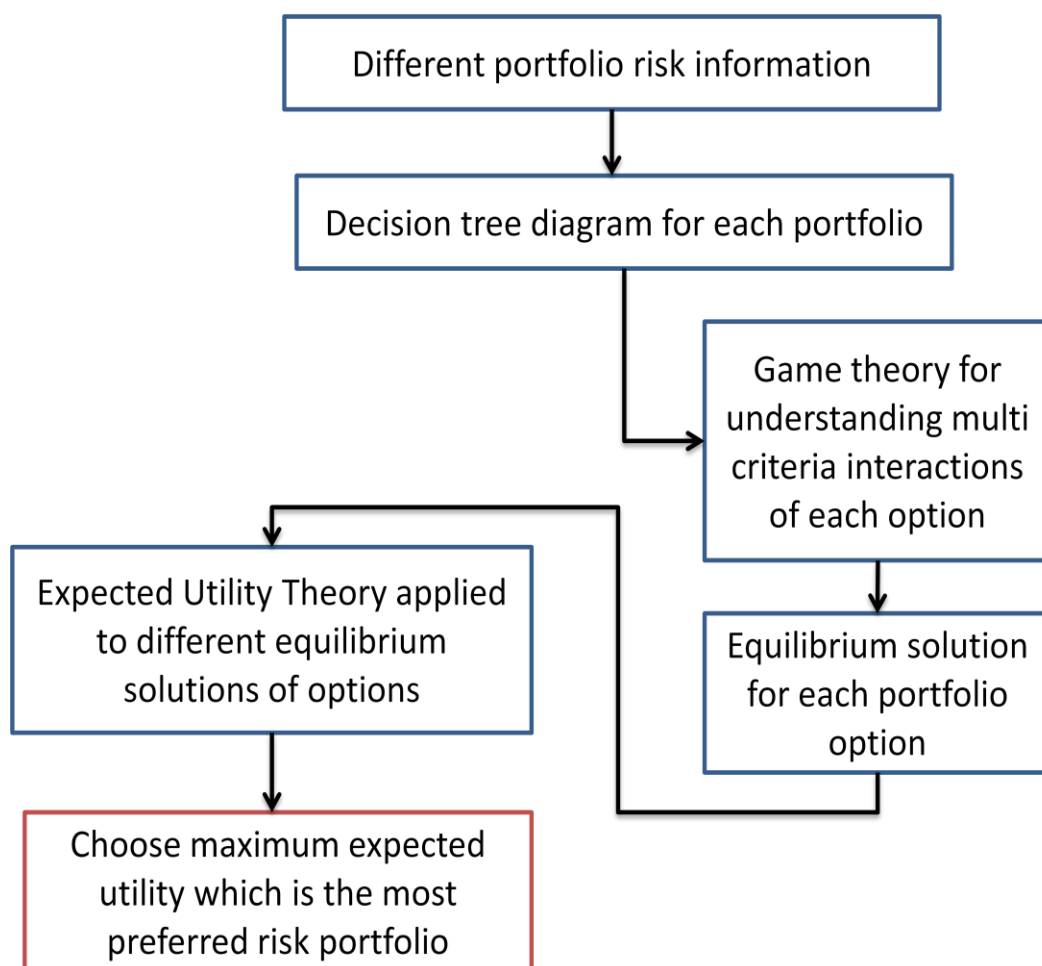 Different portfolio risk information
Decision tree diagram for each portfolio
Game theory for
understanding multi
criteria interactions
of each option
Equilibrium solution
for each portfolio
option
Expected Utility Theory applied
to different equilibrium
solutions of options
Choose maximum expected
utility which is the most
preferred risk portfolio